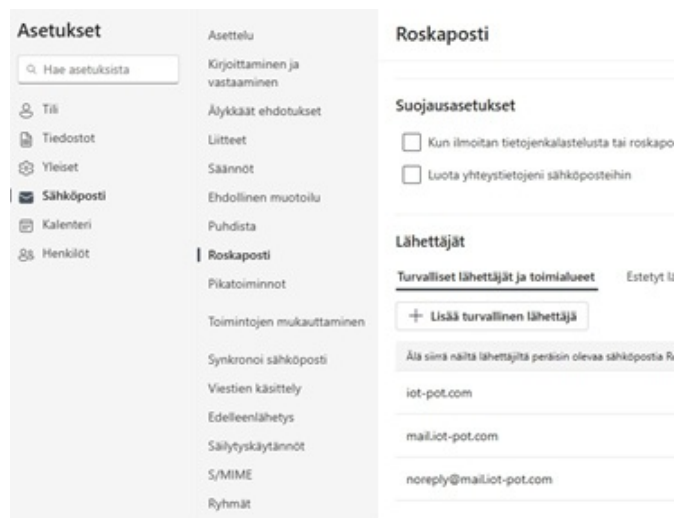 Asetukset
Hae asetuksista
Tili
Tiedostot
Yleiset
Sähköposti
Kalenteri
Henkilöt
Asettelu
Kirjoittaminen ja
vastaaminen
Älykkäät ehdotukset
Liitteet
Säännöt
Ehdollinen muotoilu
Puhdista
Roskaposti
Pikatoiminnot
Toimintojen mukauttaminen
Synkronoi sähköposti
Viestien käsittely
Edelleenlähetys
Säilytyskäytännöt
S/MIME
Ryhmät
Roskaposti
Suojausasetukset
Kun ilmoitan tietojenkalastelusta tai roskapo
Luota yhteystietojeni sähköposteihin
Lähettäjät
Turvalliset lähettäjät ja toimialueet Estetyt lä
Lisää turvallinen lähettäjä
Älä siirrä näiltä lähettäjiltä peräisin olevaa sähköpostia R
iot-pot.com
mail.iot-pot.com
noreply@mail.iot-pot.com